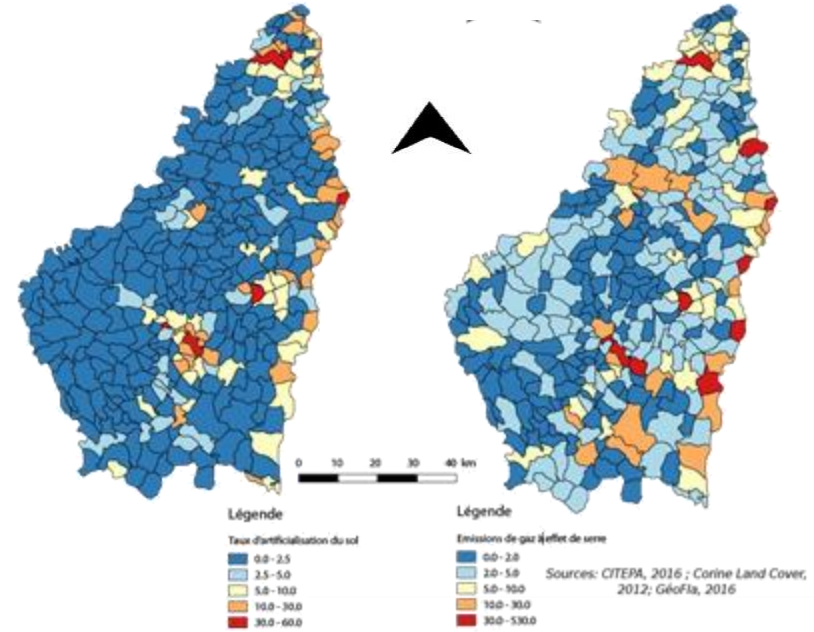 0 10 20 30 40 km
Légende
Taux d'artificialisation du sol
0.0 - 2.5
2.5 - 5.0
5.0 - 10.0
10.0 - 30.0
30.0 - 60.0
Légende
Emissions de gaz à effet de serre
0.0 - 2.0
2.0 - 5.0
5.0 - 10.0
10.0 - 30.0
30.0 - 530.0
Sources: CITEPA, 2016 ; Corine Land Cover,
2012; GéoFla, 2016